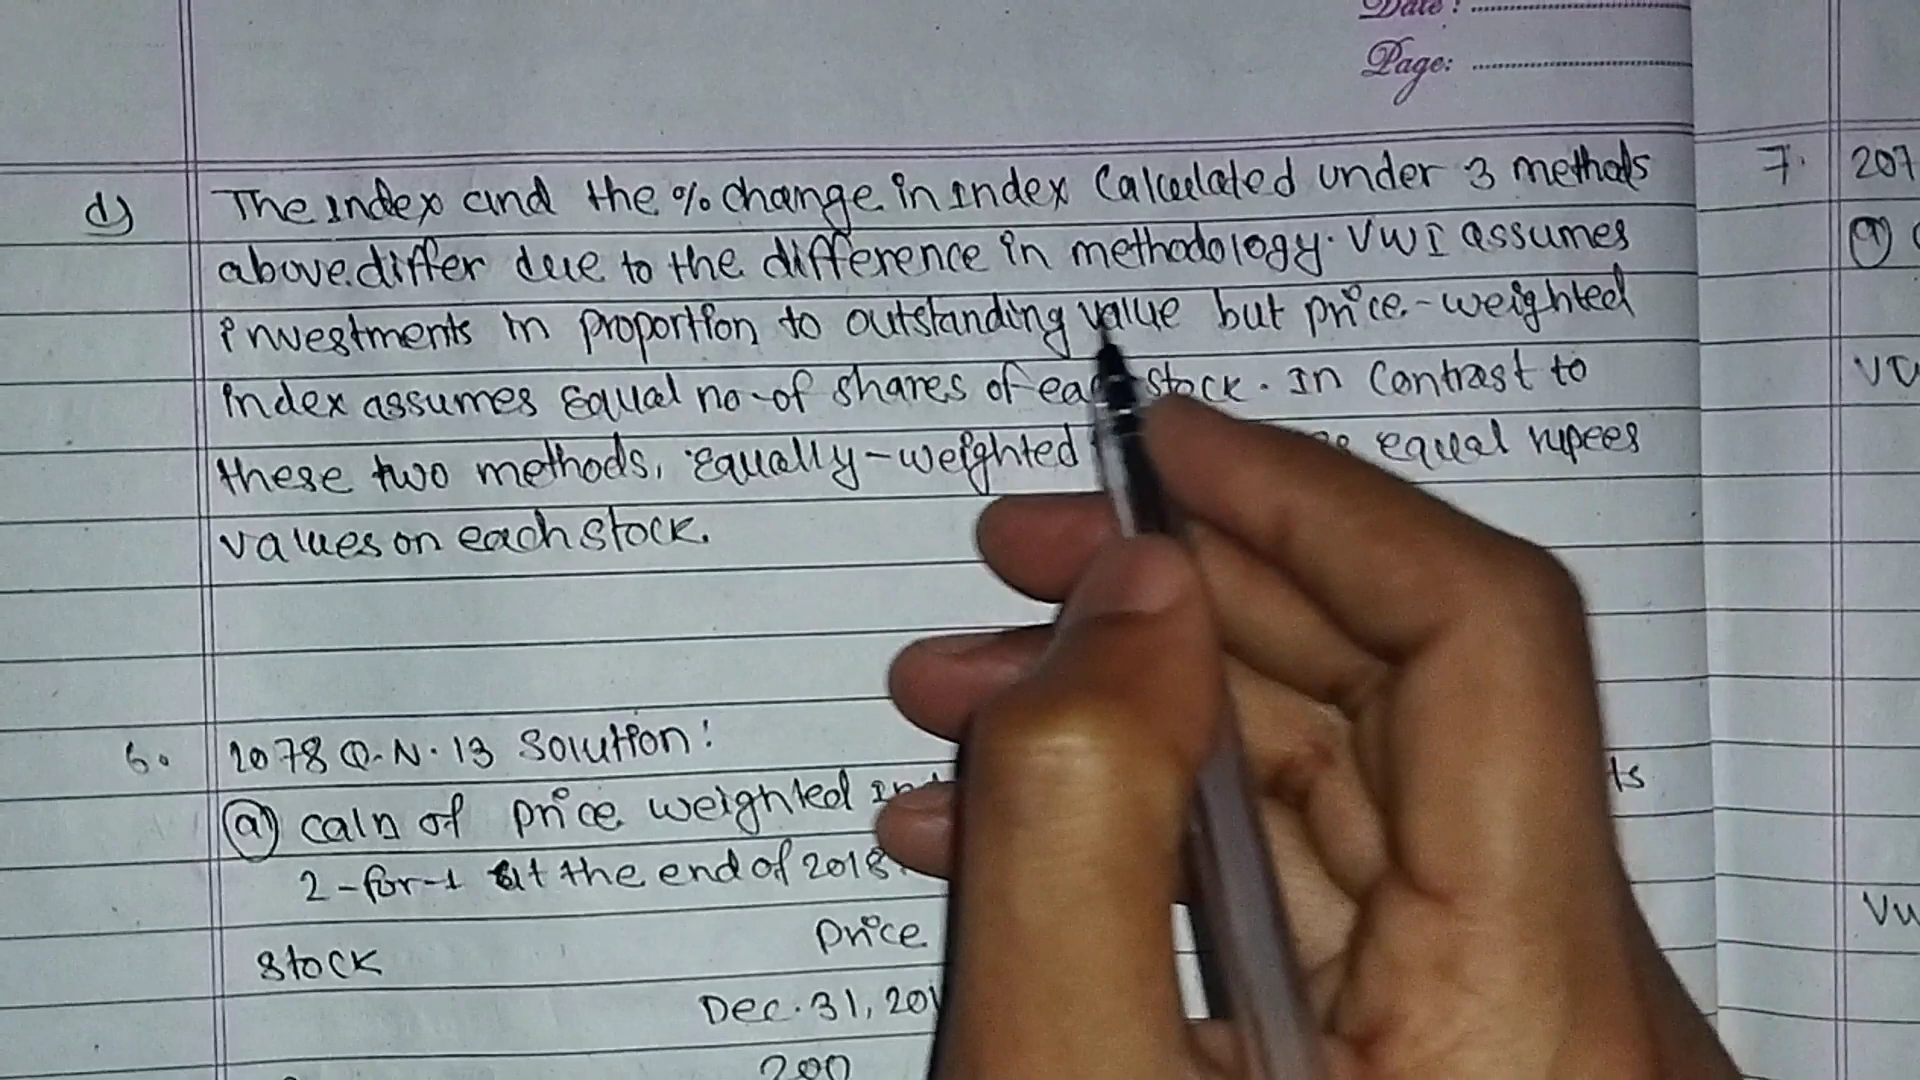 Date:
Page:
d) The Index and the % change in Index Calculated under 3 methods
above differ due to the difference in methodology. VWI assumes
investments in proportion to outstanding value but price-weighted
index assumes equal no. of shares of each stock. In Contrast to
these two methods, equally-weighted equal rupees
values on each stock.
6. 2078 Q.N. 13 Solution:
(a) caln of price weighted
2-for-1 at the end of 2018.
Stock Price
Dec. 31, 201
200
7. 207
(a)